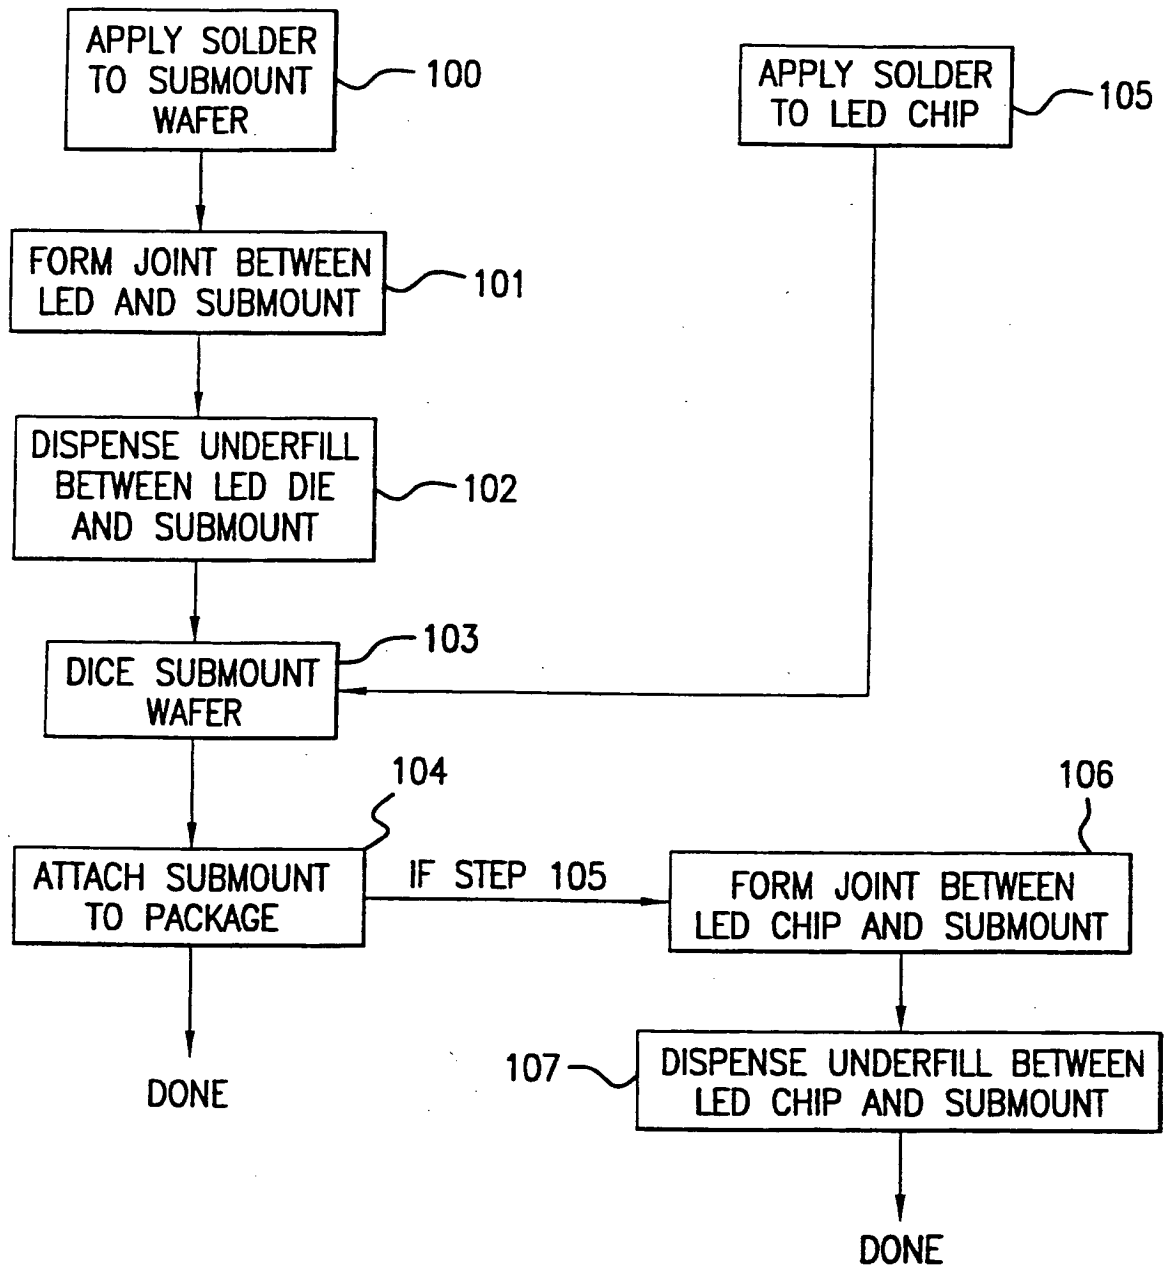 APPLY SOLDER
TO SUBMOUNT
WAFER
100
APPLY SOLDER
TO LED CHIP
105
FORM JOINT BETWEEN
LED AND SUBMOUNT
101
DISPENSE UNDERFILL
BETWEEN LED DIE
AND SUBMOUNT
102
DICE SUBMOUNT
WAFER
103
ATTACH SUBMOUNT
TO PACKAGE
104
IF STEP 105
FORM JOINT BETWEEN
LED CHIP AND SUBMOUNT
106
DONE
DISPENSE UNDERFILL BETWEEN
LED CHIP AND SUBMOUNT
107
DONE